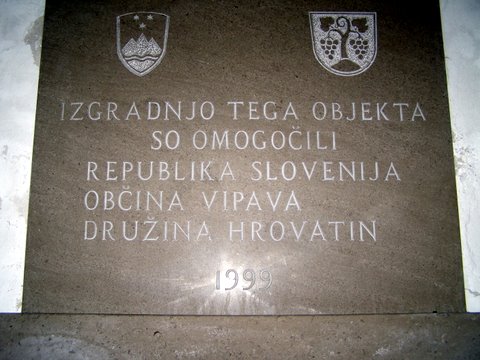 IZGRADNJO TEGA OBJEKTA
SO OMOGOČILI
REPUBLIKA SLOVENIJA
OBČINA VIPAVA
DRUŽINA HROVATIN
1999